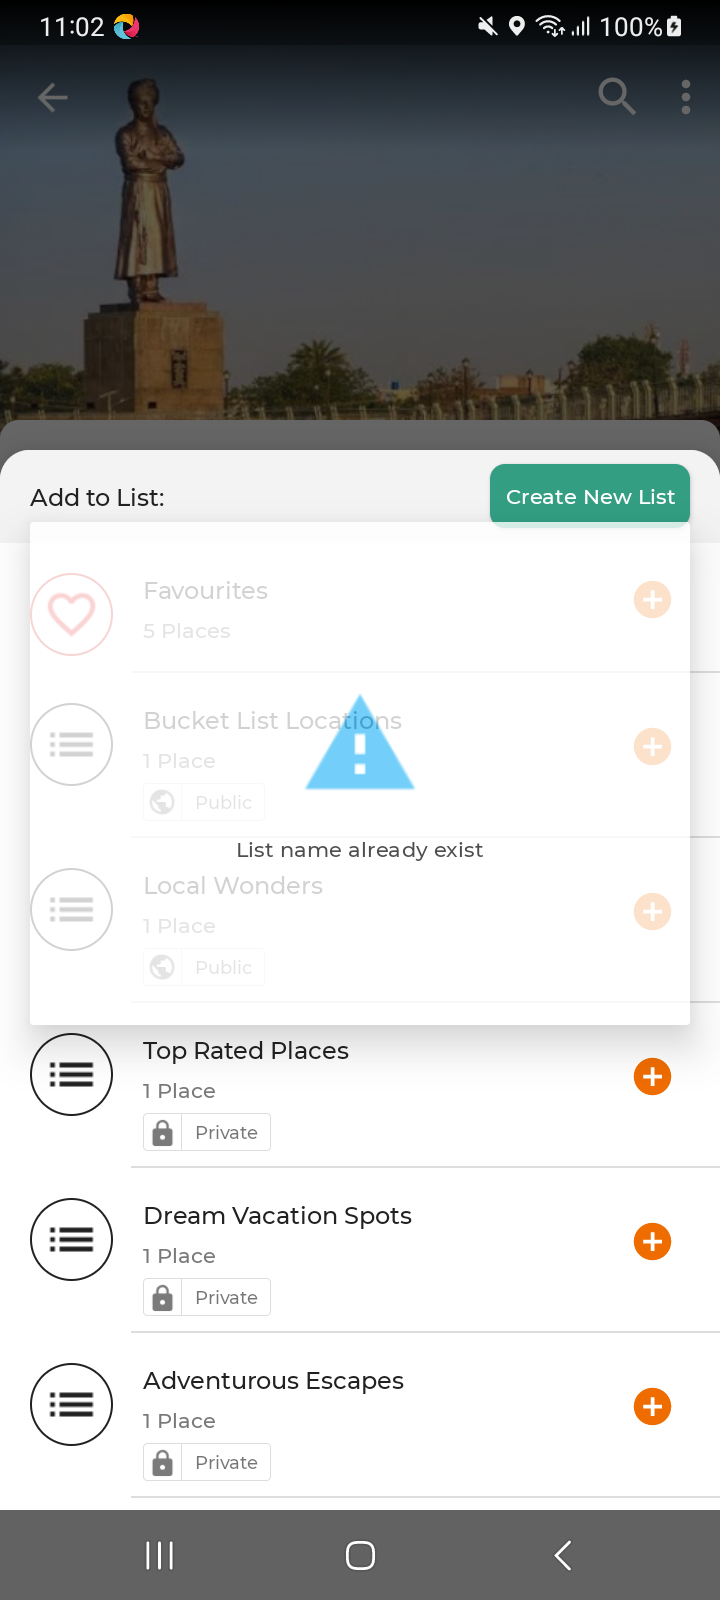 11:02
100%
Add to List:
Create New List
Favourites
5 Places
Bucket List Locations
1 Place
Public
List name already exist
Local Wonders
1 Place
Public
Top Rated Places
1 Place
Private
Dream Vacation Spots
1 Place
Private
Adventurous Escapes
1 Place
Private